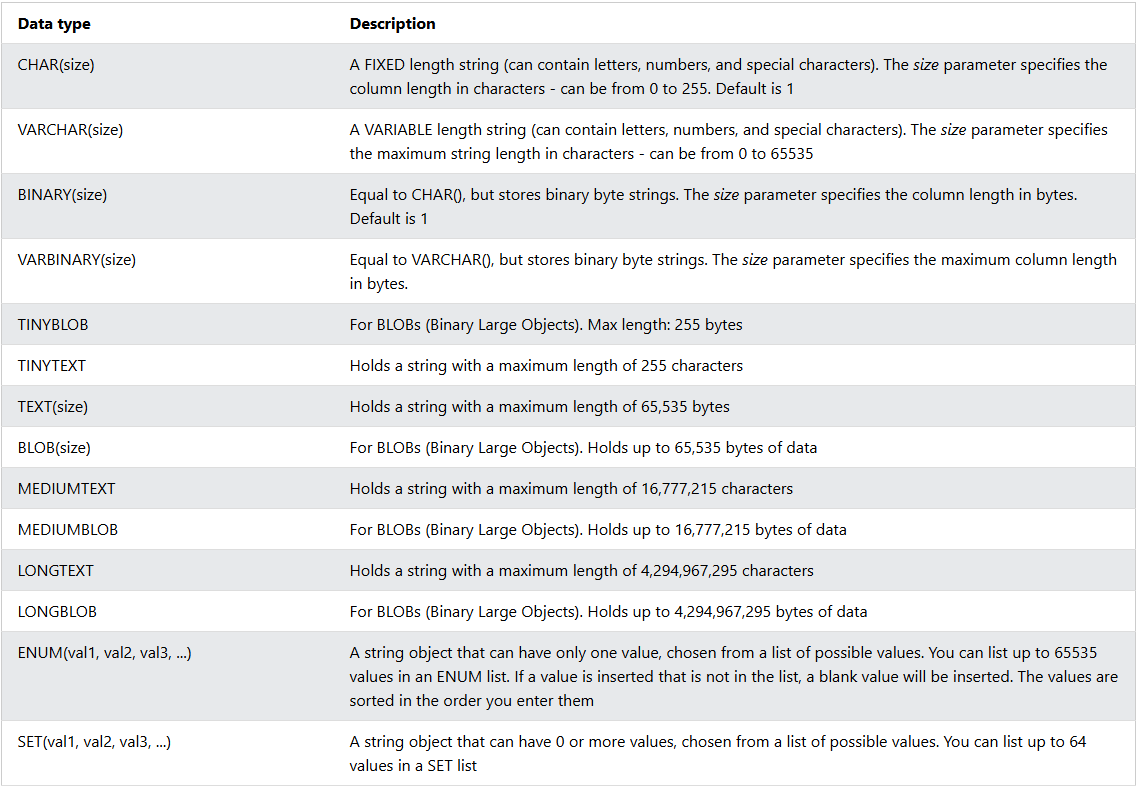 Data type Description
CHAR(size) A FIXED length string (can contain letters, numbers, and special characters). The size parameter specifies the
column length in characters - can be from 0 to 255. Default is 1
VARCHAR(size) A VARIABLE length string (can contain letters, numbers, and special characters). The size parameter specifies
the maximum string length in characters - can be from 0 to 65535
BINARY(size) Equal to CHAR(), but stores binary byte strings. The size parameter specifies the column length in bytes.
Default is 1
VARBINARY(size) Equal to VARCHAR(), but stores binary byte strings. The size parameter specifies the maximum column length
in bytes.
TINYBLOB For BLOBs (Binary Large Objects). Max length: 255 bytes
TINYTEXT Holds a string with a maximum length of 255 characters
TEXT(size) Holds a string with a maximum length of 65,535 bytes
BLOB(size) For BLOBs (Binary Large Objects). Holds up to 65,535 bytes of data
MEDIUMTEXT Holds a string with a maximum length of 16,777,215 characters
MEDIUMBLOB For BLOBs (Binary Large Objects). Holds up to 16,777,215 bytes of data
LONGTEXT Holds a string with a maximum length of 4,294,967,295 characters
LONGBLOB For BLOBs (Binary Large Objects). Holds up to 4,294,967,295 bytes of data
ENUM(val1, val2, val3, ...) A string object that can have only one value, chosen from a list of possible values. You can list up to 65535
values in an ENUM list. If a value is inserted that is not in the list, a blank value will be inserted. The values are
sorted in the order you enter them
SET(val1, val2, val3, ...) A string object that can have 0 or more values, chosen from a list of possible values. You can list up to 64
values in a SET list